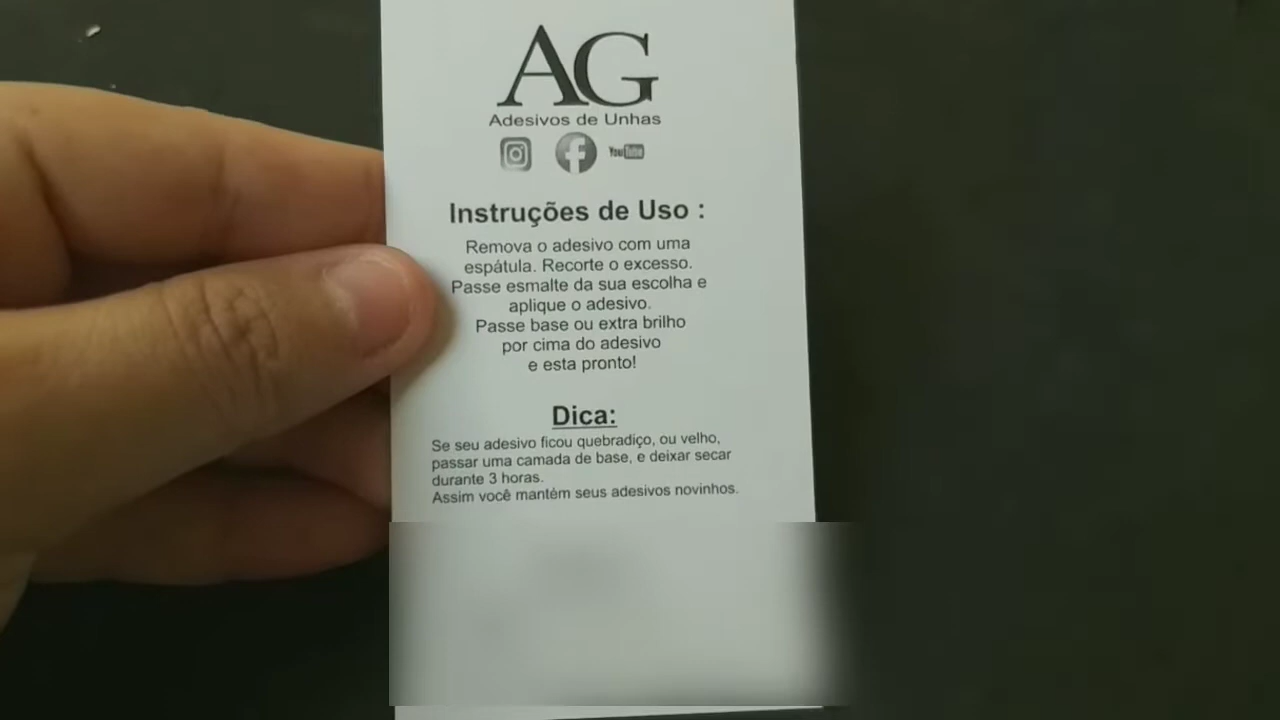 AG
Adesivos de Unhas
You Tube
Instruções de Uso :
Remova o adesivo com uma
espátula. Recorte o excesso.
Passe esmalte da sua escolha e
aplique o adesivo.
Passe base ou extra brilho
por cima do adesivo
e esta pronto!
Dica:
Se seu adesivo ficou quebradiço, ou velho,
passar uma camada de base, e deixar secar
durante 3 horas.
Assim você mantém seus adesivos novinhos.